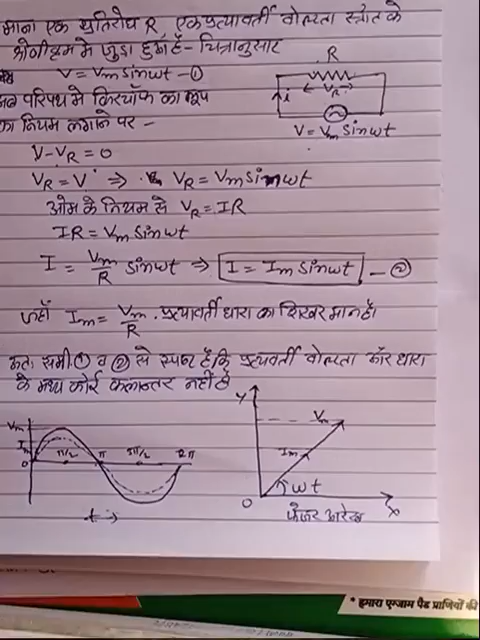 माना एक प्रतिरोध R, एक प्रत्यावर्ती वोल्टता स्त्रोत के
श्रेणीक्रम में जुडा हुआ है - चित्रानुसार
V = Vm sinωt - ①
R
VR
i
V = Vm sinωt
परिपथ में किरचॉफ का लूप
का नियम लगाने पर -
V - VR = 0
VR = V ⇒ VR = Vm sinωt
ओम के नियम से VR = IR
IR = Vm sinωt
I = Vm/R sinωt ⇒ I = Im sinωt - ②
जहाँ Im = Vm/R . प्रत्यावर्ती धारा का शिखर मान है।
अतः समी ① व ② से स्पष्ट है कि प्रत्यावर्ती वोल्टता और धारा
के मध्य कोई कलान्तर नहीं है
Vm
Im
0 π/2 π 3π/2 2π
t →
Y
Vm
Im
ωt
O X
फेजर आरेख
* हमारा एग्जाम पैड प्राणियों की